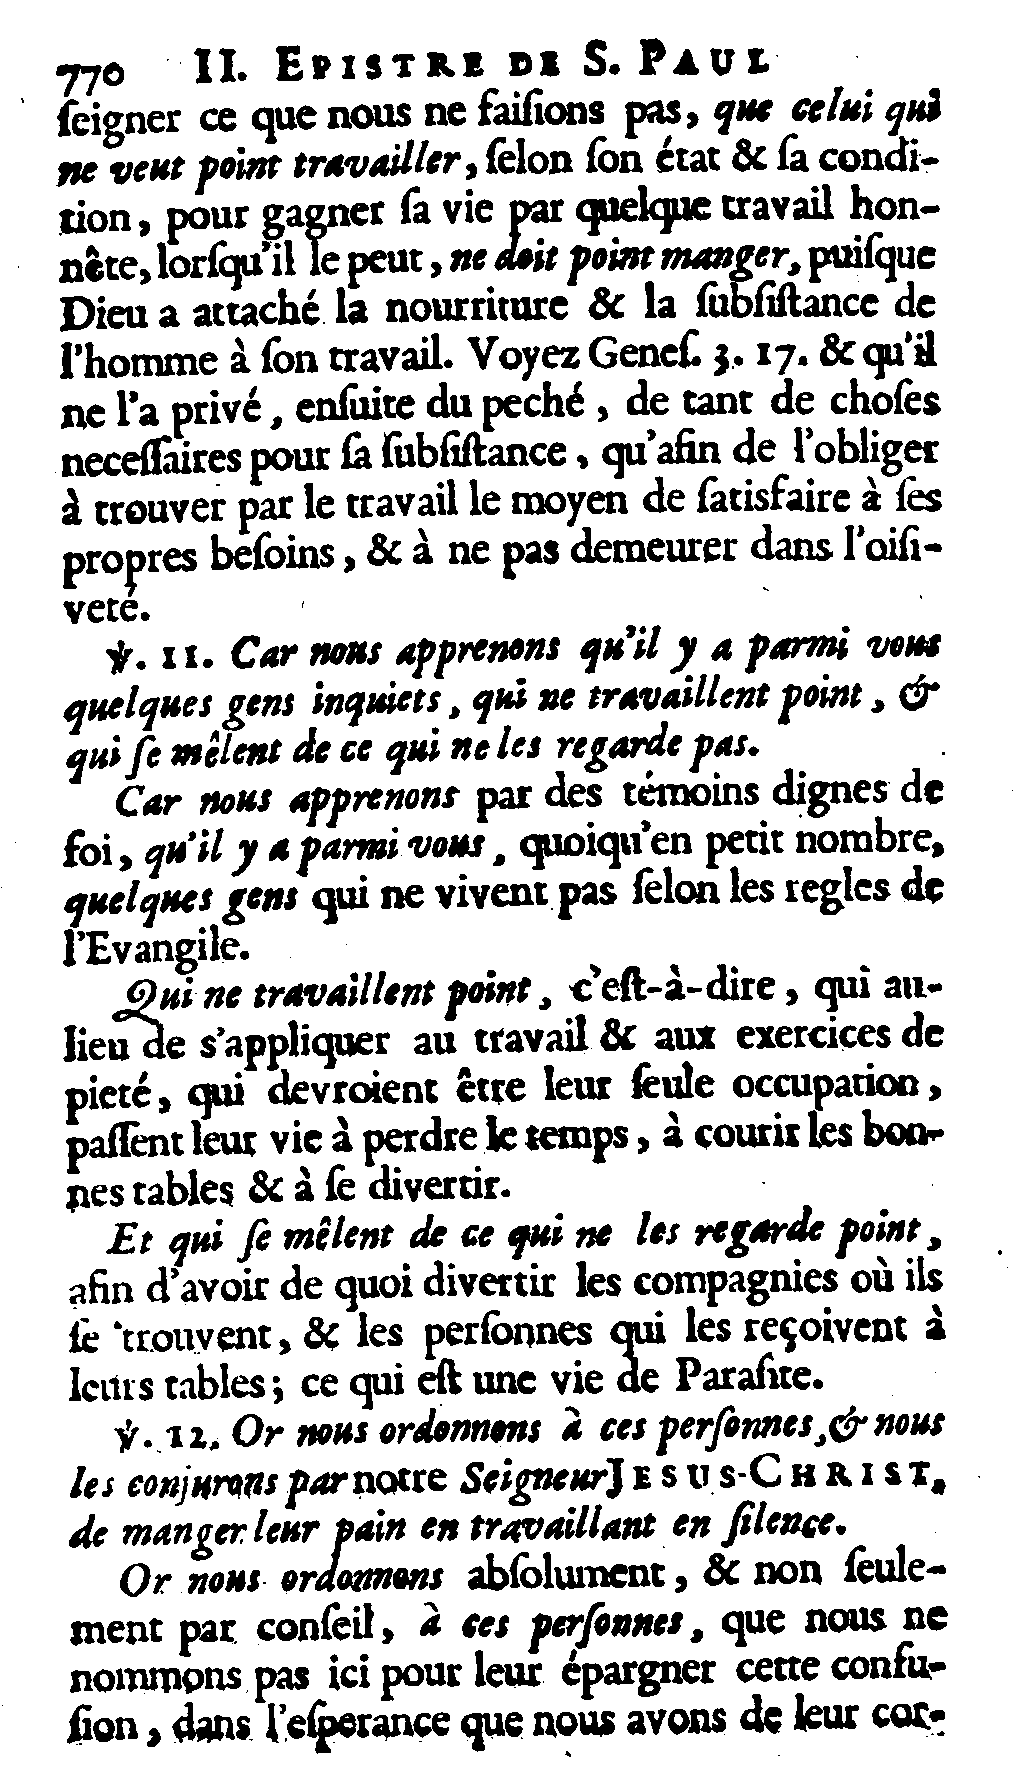 770 II. EPISTRE DE S. PAUL
ſeigner ce que nous ne faiſions pas, que celui qui
ne veut point travailler, ſelon ſon état & ſa condi-
tion, pour gagner ſa vie par quelque travail hon-
nête, lorſqu'il le peut, ne doit point manger, puiſque
Dieu a attaché la nourriture & la ſubſiſtance de
l'homme à ſon travail. Voyez Geneſ. 3. 17. & qu'il
ne l'a privé, enſuite du peché, de tant de choſes
neceſſaires pour ſa ſubſiſtance, qu'afin de l'obliger
à trouver par le travail le moyen de ſatisfaire à ſes
propres beſoins, & à ne pas demeurer dans l'oiſi-
veté.
℣. 11. Car nous apprenons qu'il y a parmi vous
quelques gens inquiets, qui ne travaillent point, &
qui ſe mêlent de ce qui ne les regarde pas.
Car nous apprenons par des témoins dignes de
foi, qu'il y a parmi vous, quoiqu'en petit nombre,
quelques gens qui ne vivent pas ſelon les regles de
l'Evangile.
Qui ne travaillent point, c'eſt-à-dire, qui au-
lieu de s'appliquer au travail & aux exercices de
pieté, qui devroient être leur ſeule occupation,
paſſent leur vie à perdre le temps, à courir les bon-
nes tables & à ſe divertir.
Et qui ſe mêlent de ce qui ne les regarde point,
afin d'avoir de quoi divertir les compagnies où ils
ſe trouvent, & les perſonnes qui les reçoivent à
leurs tables; ce qui eſt une vie de Paraſite.
℣. 12. Or nous ordonnons à ces perſonnes, & nous
les conjurons par notre Seigneur JESUS-CHRIST,
de manger leur pain en travaillant en ſilence.
Or nous ordonnons abſolument, & non ſeule-
ment par conſeil, à ces perſonnes, que nous ne
nommons pas ici pour leur épargner cette confu-
ſion, dans l'eſperance que nous avons de leur cor-